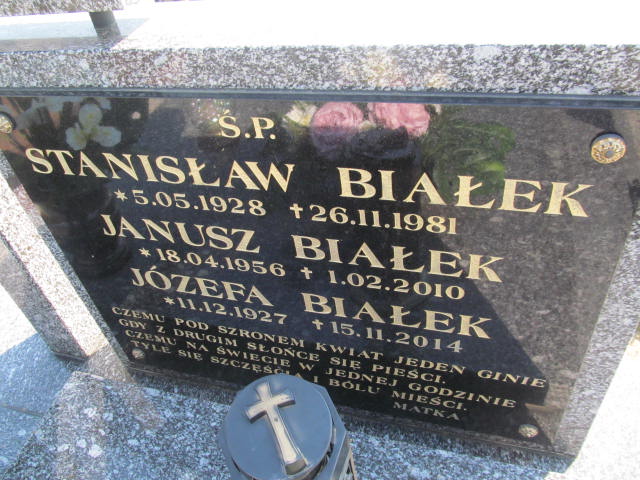 Ś.P.
STANISŁAW BIAŁEK
*5.05.1928 †26.11.1981
JANUSZ BIAŁEK
*18.04.1956 †1.02.2010
JÓZEFA BIAŁEK
*11.12.1927 †15.11.2014
CZEMU POD SZRONEM KWIAT JEDEN GINIE
GDY Z DRUGIM SŁOŃCE SIĘ PIEŚCI.
CZEMU NA ŚWIECIE W JEDNEJ GODZINIE
TYLE SIĘ SZCZĘŚCIA I BÓLU MIEŚCI.
MATKA